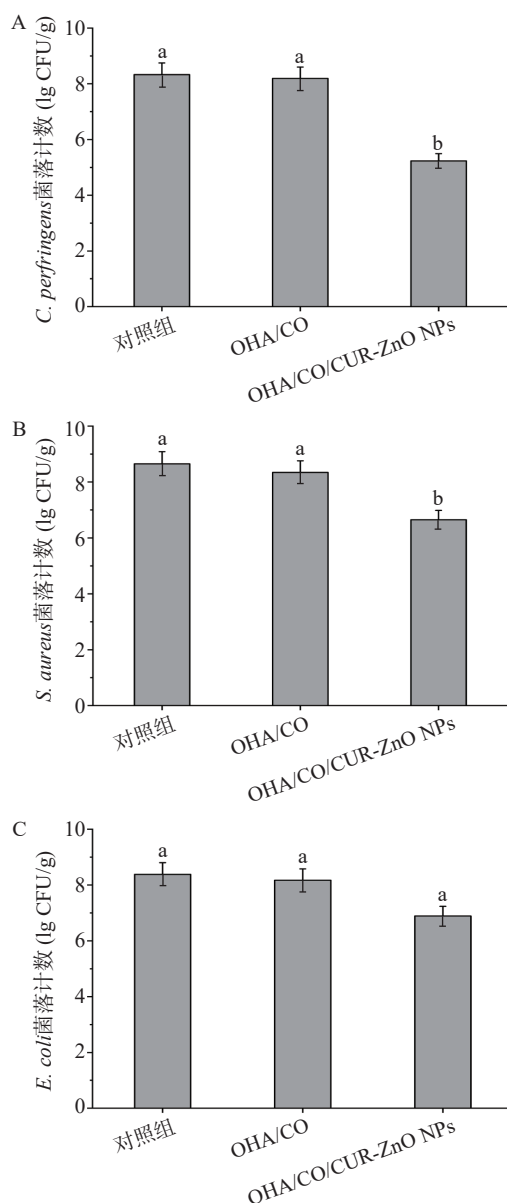 A
C. perfringens菌落计数 (lg CFU/g)
10
8
6
4
2
0
a
a
b
对照组
OHA/CO
OHA/CO/CUR-ZnO NPs
B
S. aureus菌落计数 (lg CFU/g)
10
8
6
4
2
0
a
a
b
对照组
OHA/CO
OHA/CO/CUR-ZnO NPs
C
E. coli菌落计数 (lg CFU/g)
10
8
6
4
2
0
a
a
a
对照组
OHA/CO
OHA/CO/CUR-ZnO NPs